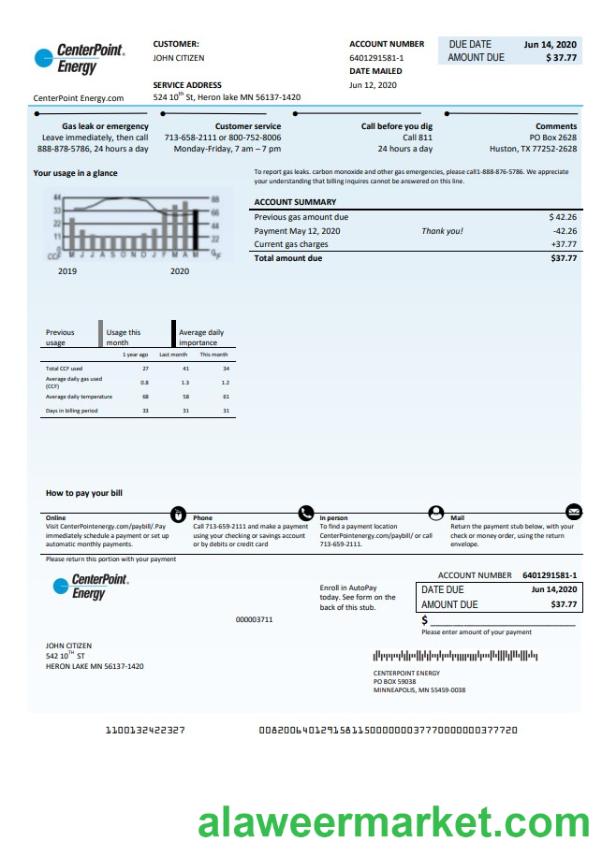 CenterPoint.
Energy
CenterPoint Energy.com
CUSTOMER:
JOHN CITIZEN
SERVICE ADDRESS
524 10th St, Heron lake MN 56137-1420
ACCOUNT NUMBER
6401291581-1
DATE MAILED
Jun 12, 2020
DUE DATE Jun 14, 2020
AMOUNT DUE $ 37.77
Gas leak or emergency
Leave immediately, then call
888-878-5786, 24 hours a day
Customer service
713-658-2111 or 800-752-8006
Monday-Friday, 7 am – 7 pm
Call before you dig
Call 811
24 hours a day
Comments
PO Box 2628
Huston, TX 77252-2628
Your usage in a glance
44 88
33 66
22 44
11 22
0
CCF M J J A S O N D J F M A M °F
2019 2020
To report gas leaks. carbon monoxide and other gas emergencies, please call1-888-876-5786. We appreciate
your understanding that billing inquires cannot be answered on this line.
ACCOUNT SUMMARY
Previous gas amount due $ 42.26
Payment May 12, 2020 Thank you! -42.26
Current gas charges +37.77
Total amount due $37.77
Previous usage
Usage this month
Average daily importance
1 year ago Last month This month
Total CCF used 27 41 34
Average daily gas used (CCF) 0.8 1.3 1.2
Average daily temperature 68 58 61
Days in billing period 33 31 31
How to pay your bill
Online
Visit CenterPointenergy.com/paybill/.Pay
immediately schedule a payment or set up
automatic monthly payments.
Phone
Call 713-659-2111 and make a payment
using your checking or savings account
or by debits or credit card
In person
To find a payment location
CenterPointenergy.com/paybill/ or call
713-659-2111.
Mail
Return the payment stub below, with your
check or money order, using the return
envelope.
Please return this portion with your payment
CenterPoint.
Energy
Enroll in AutoPay
today. See form on the
back of this stub.
ACCOUNT NUMBER 6401291581-1
DATE DUE Jun 14,2020
AMOUNT DUE $37.77
$
Please enter amount of your payment
000003711
JOHN CITIZEN
542 10TH ST
HERON LAKE MN 56137-1420
CENTERPOINT ENERGY
PO BOX 59038
MINNEAPOLIS, MN 55459-0038
1100132422327 00820064012915811500000003777000000037​7720
alaweermarket.com